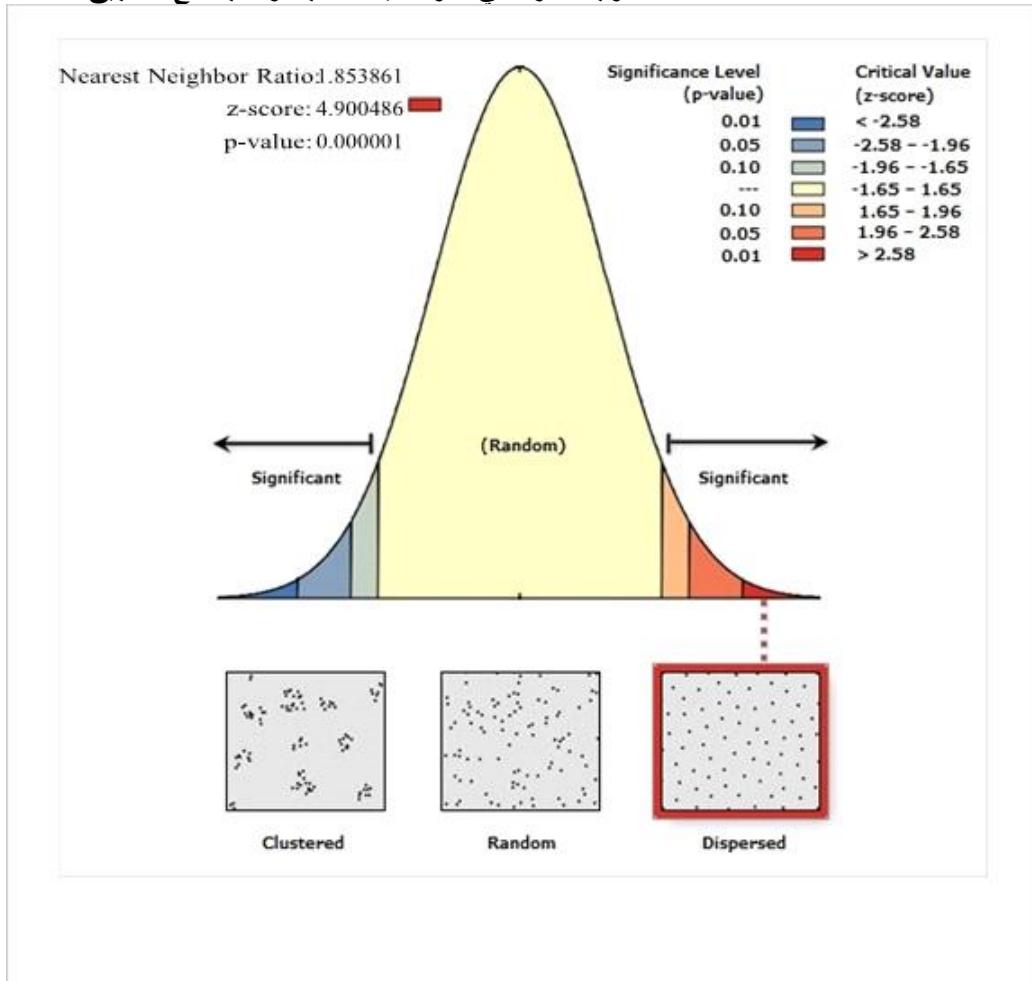 Nearest Neighbor Ratio:1.853861
z-score: 4.900486
p-value: 0.000001
Significance Level
(p-value)
Critical Value
(z-score)
0.01 < -2.58
0.05 -2.58 – -1.96
0.10 -1.96 – -1.65
--- -1.65 – 1.65
0.10 1.65 – 1.96
0.05 1.96 – 2.58
0.01 > 2.58
(Random)
Significant
Significant
Clustered
Random
Dispersed